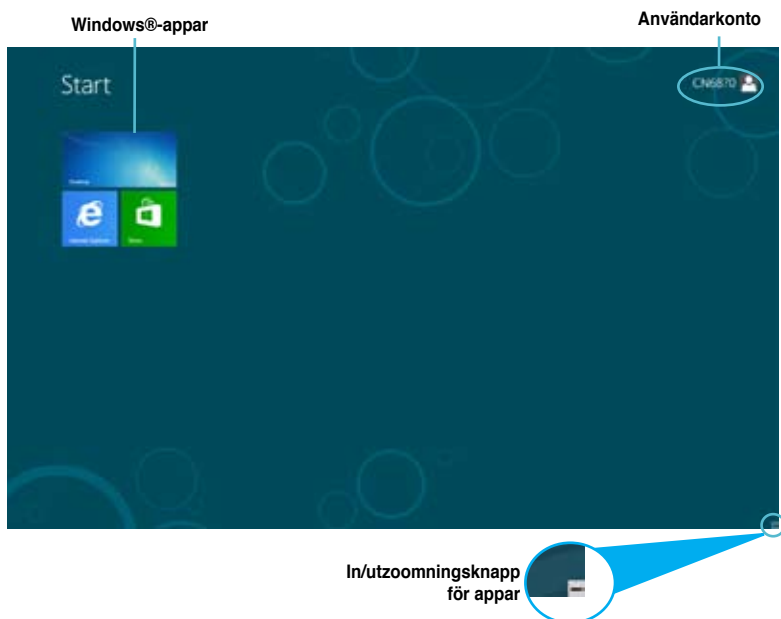 Windows®-appar
Användarkonto
Start
CN6870
In/utzoomningsknapp
för appar